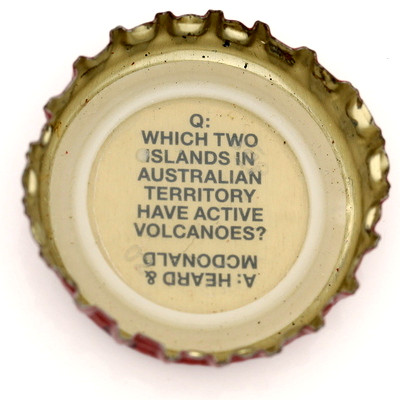 Q:
WHICH TWO
ISLANDS IN
AUSTRALIAN
TERRITORY
HAVE ACTIVE
VOLCANOES?
A: HEARD &
MCDONALD